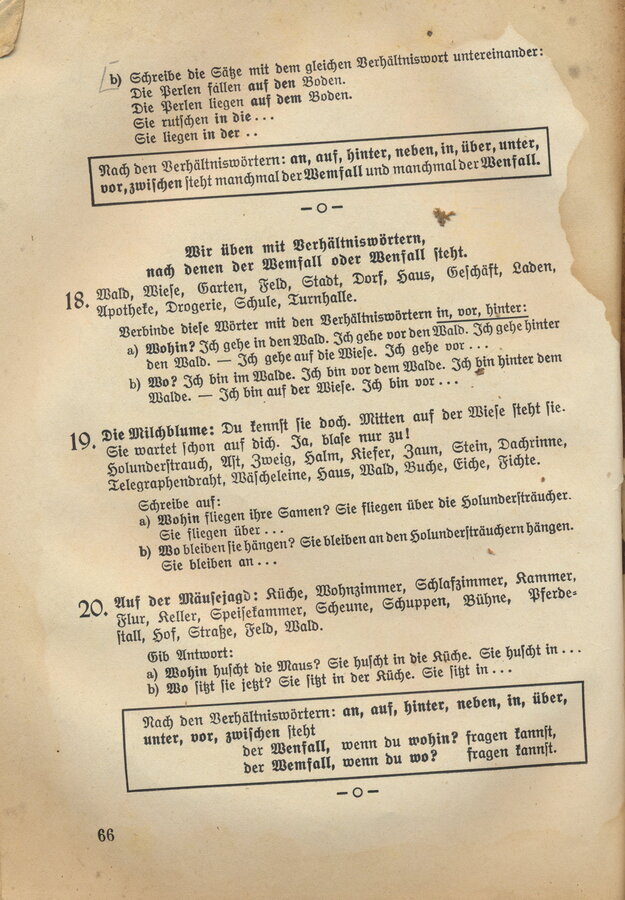 b) Schreibe die Sätze mit dem gleichen Verhältniswort untereinander:
Die Perlen fallen auf den Boden.
Die Perlen liegen auf dem Boden.
Sie rutschen in die...
Sie liegen in der ..
Nach den Verhältniswörtern: an, auf, hinter, neben, in, über, unter,
vor, zwischen steht manchmal der Wemfall und manchmal der Wenfall.
Wir üben mit Verhältniswörtern,
nach denen der Wemfall oder Wenfall steht.
18. Wald, Wiese, Garten, Feld, Stadt, Dorf, Haus, Geschäft, Laden,
Apotheke, Drogerie, Schule, Turnhalle.
Verbinde diese Wörter mit den Verhältniswörtern in, vor, hinter:
a) Wohin? Ich gehe in den Wald. Ich gehe vor den Wald. Ich gehe hinter
den Wald. — Ich gehe auf die Wiese. Ich gehe vor...
b) Wo? Ich bin im Walde. Ich bin vor dem Walde. Ich bin hinter dem
Walde. — Ich bin auf der Wiese. Ich bin vor...
19. Die Milchblume: Du kennst sie doch. Mitten auf der Wiese steht sie.
Sie wartet schon auf dich. Ja, blase nur zu!
Holunderstrauch, Ast, Zweig, Halm, Kiefer, Zaun, Stein, Dachrinne,
Telegraphendraht, Wäscheleine, Haus, Wald, Buche, Eiche, Fichte.
Schreibe auf:
a) Wohin fliegen ihre Samen? Sie fliegen über die Holundersträucher.
Sie fliegen über...
b) Wo bleiben sie hängen? Sie bleiben an den Holundersträuchern hängen.
Sie bleiben an...
20. Auf der Mäusejagd: Küche, Wohnzimmer, Schlafzimmer, Kammer,
Flur, Keller, Speisekammer, Scheune, Schuppen, Bühne, Pferde-
stall, Hof, Straße, Feld, Wald.
Gib Antwort:
a) Wohin huscht die Maus? Sie huscht in die Küche. Sie huscht in...
b) Wo sitzt sie jetzt? Sie sitzt in der Küche. Sie sitzt in...
Nach den Verhältniswörtern: an, auf, hinter, neben, in, über,
unter, vor, zwischen steht
der Wenfall, wenn du wohin? fragen kannst,
der Wemfall, wenn du wo? fragen kannst.
66